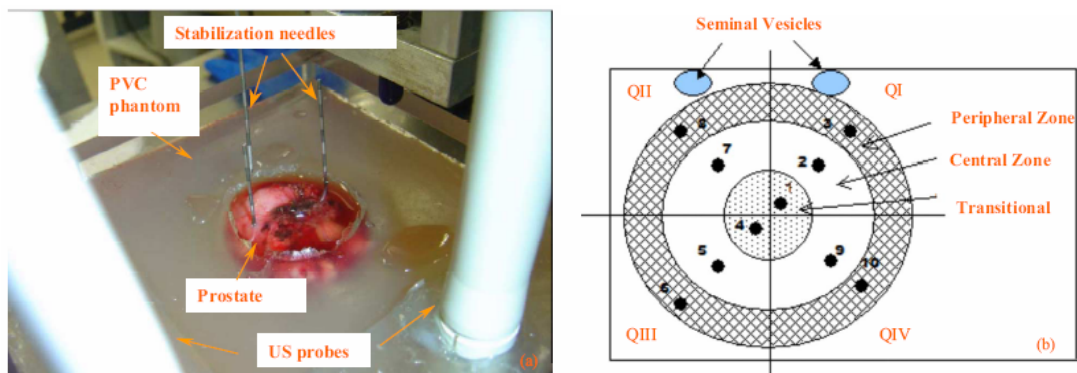 Stabilization needles
PVC
phantom
Prostate
US probes
(a)
Seminal Vesicles
QII
QI
8
3
Peripheral Zone
7
2
Central Zone
1
Transitional
4
5
9
10
6
QIII
QIV
(b)